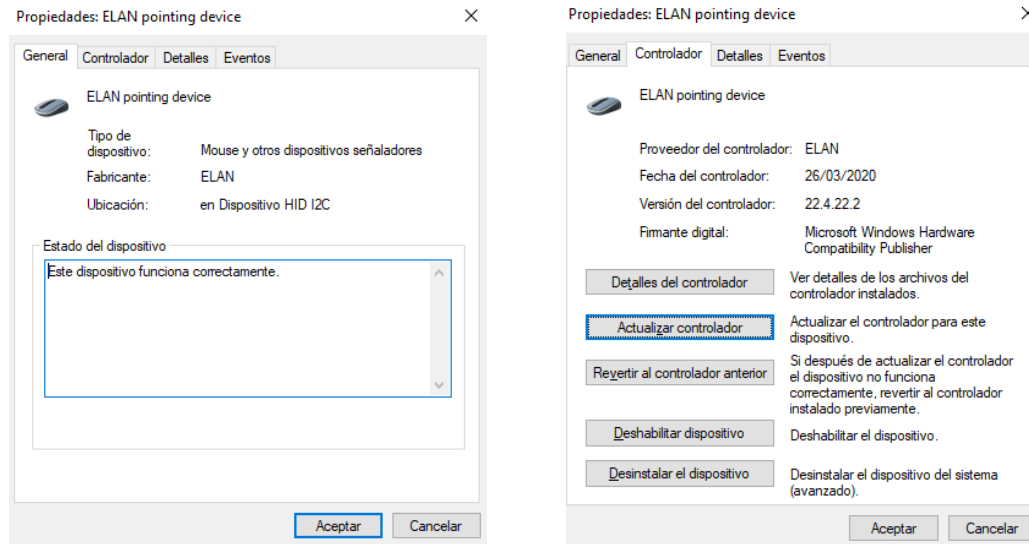 Propiedades: ELAN pointing device
General Controlador Detalles Eventos
ELAN pointing device
Tipo de
dispositivo: Mouse y otros dispositivos señaladores
Fabricante: ELAN
Ubicación: en Dispositivo HID I2C
Estado del dispositivo
Este dispositivo funciona correctamente.
Aceptar Cancelar
Propiedades: ELAN pointing device
General Controlador Detalles Eventos
ELAN pointing device
Proveedor del controlador: ELAN
Fecha del controlador: 26/03/2020
Versión del controlador: 22.4.22.2
Firmante digital: Microsoft Windows Hardware
Compatibility Publisher
Detalles del controlador
Ver detalles de los archivos del
controlador instalados.
Actualizar controlador
Actualizar el controlador para este
dispositivo.
Revertir al controlador anterior
Si después de actualizar el controlador
el dispositivo no funciona
correctamente, revertir al controlador
instalado previamente.
Deshabilitar dispositivo
Deshabilitar el dispositivo.
Desinstalar el dispositivo
Desinstalar el dispositivo del sistema
(avanzado).
Aceptar Cancelar